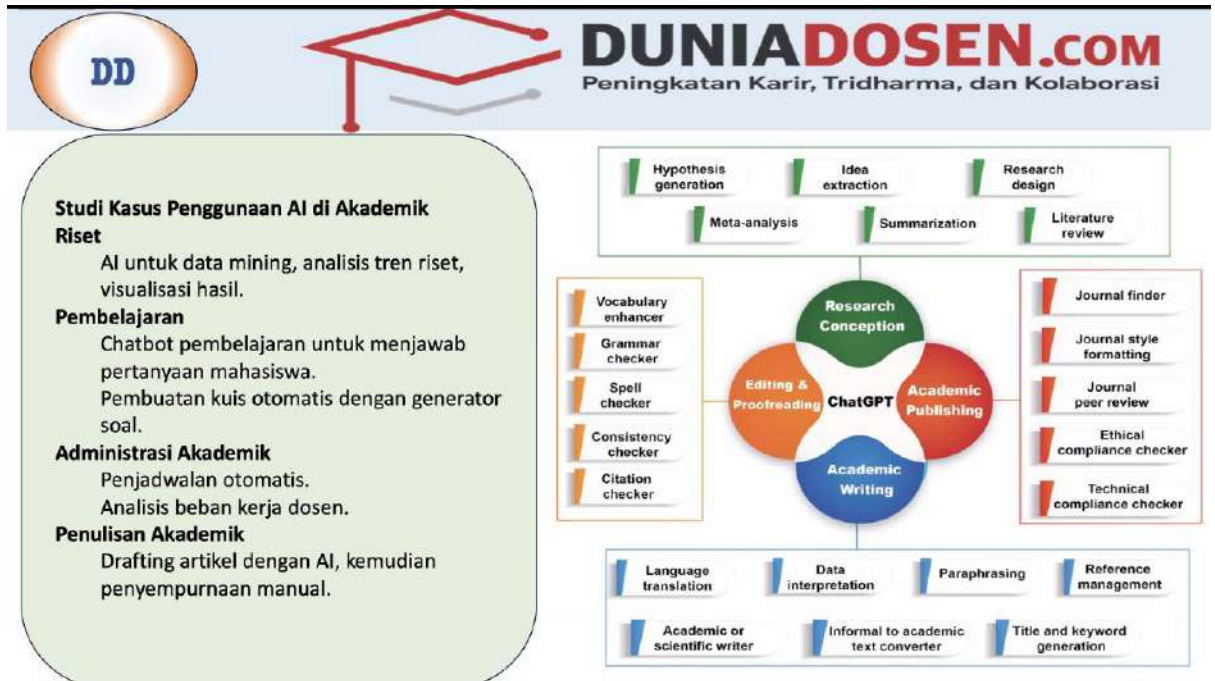 DD
DUNIADOSEN.COM
Peningkatan Karir, Tridharma, dan Kolaborasi
Studi Kasus Penggunaan AI di Akademik
Riset
AI untuk data mining, analisis tren riset,
visualisasi hasil.
Pembelajaran
Chatbot pembelajaran untuk menjawab
pertanyaan mahasiswa.
Pembuatan kuis otomatis dengan generator
soal.
Administrasi Akademik
Penjadwalan otomatis.
Analisis beban kerja dosen.
Penulisan Akademik
Drafting artikel dengan AI, kemudian
penyempurnaan manual.
Hypothesis
generation
Idea
extraction
Research
design
Meta-analysis
Summarization
Literature
review
Vocabulary
enhancer
Grammar
checker
Spell
checker
Consistency
checker
Citation
checker
Research
Conception
Editing &
Proofreading
ChatGPT
Academic
Publishing
Academic
Writing
Journal finder
Journal style
formatting
Journal
peer review
Ethical
compliance checker
Technical
compliance checker
Language
translation
Data
interpretation
Paraphrasing
Reference
management
Academic or
scientific writer
Informal to academic
text converter
Title and keyword
generation